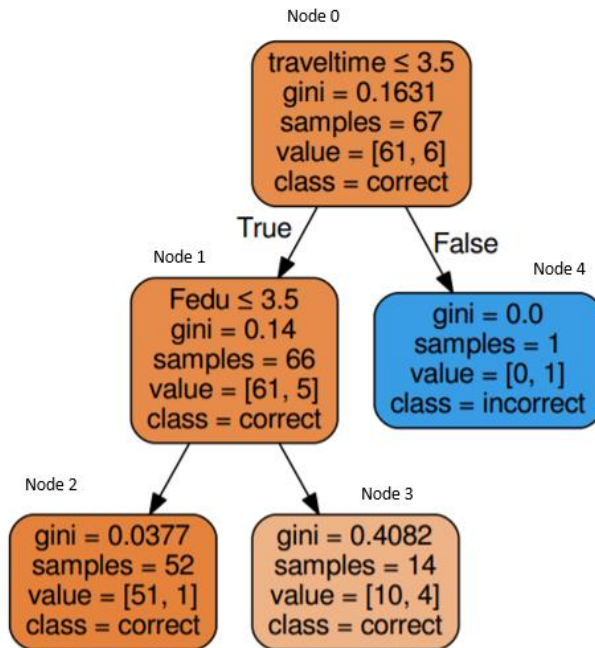 Node 0
traveltime ≤ 3.5
gini = 0.1631
samples = 67
value = [61, 6]
class = correct
True
False
Node 1
Fedu ≤ 3.5
gini = 0.14
samples = 66
value = [61, 5]
class = correct
Node 4
gini = 0.0
samples = 1
value = [0, 1]
class = incorrect
Node 2
gini = 0.0377
samples = 52
value = [51, 1]
class = correct
Node 3
gini = 0.4082
samples = 14
value = [10, 4]
class = correct